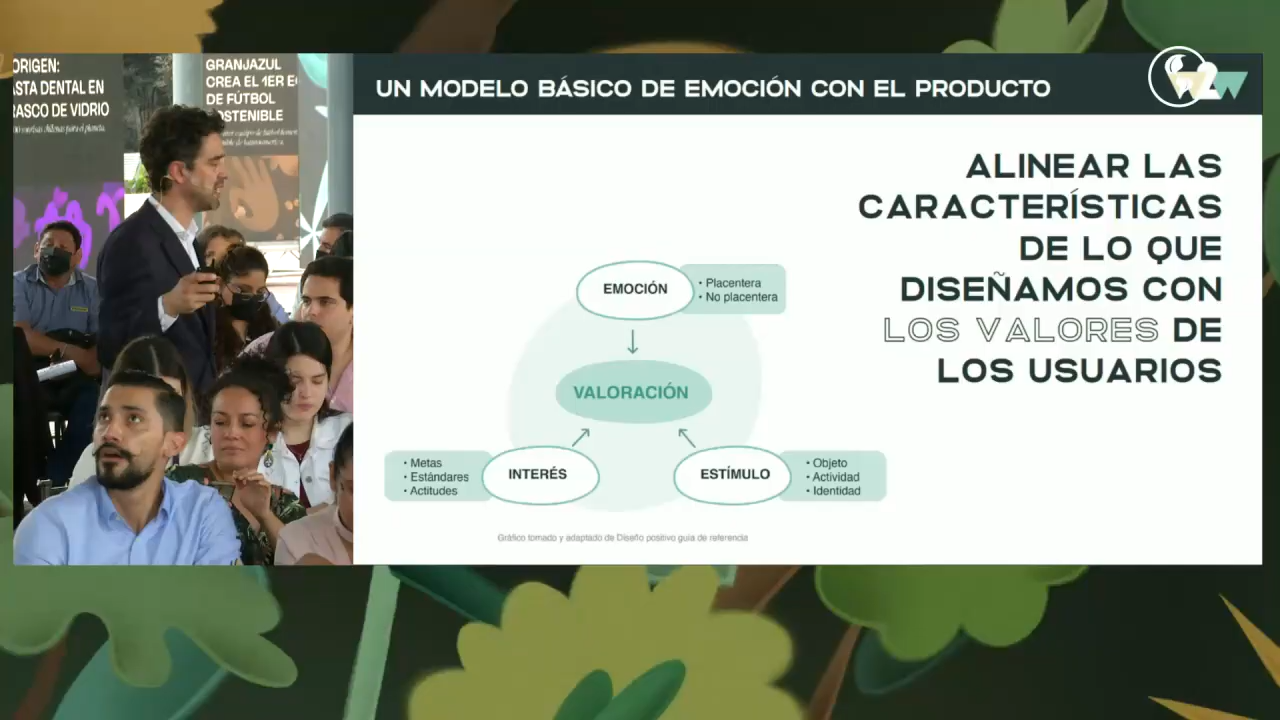 ORIGEN:
ASTA DENTAL EN
RASCO DE VIDRIO
GRANJAZUL
CREA EL 1ER E
DE FÚTBOL
SOSTENIBLE
UN MODELO BÁSICO DE EMOCIÓN CON EL PRODUCTO
ALINEAR LAS
CARACTERÍSTICAS
DE LO QUE
DISEÑAMOS CON
LOS VALORES DE
LOS USUARIOS
EMOCIÓN
• Placentera
• No placentera
VALORACIÓN
• Metas
• Estándares
• Actitudes
INTERÉS
ESTÍMULO
• Objeto
• Actividad
• Identidad
Gráfico tomado y adaptado de Diseño positivo guía de referencia